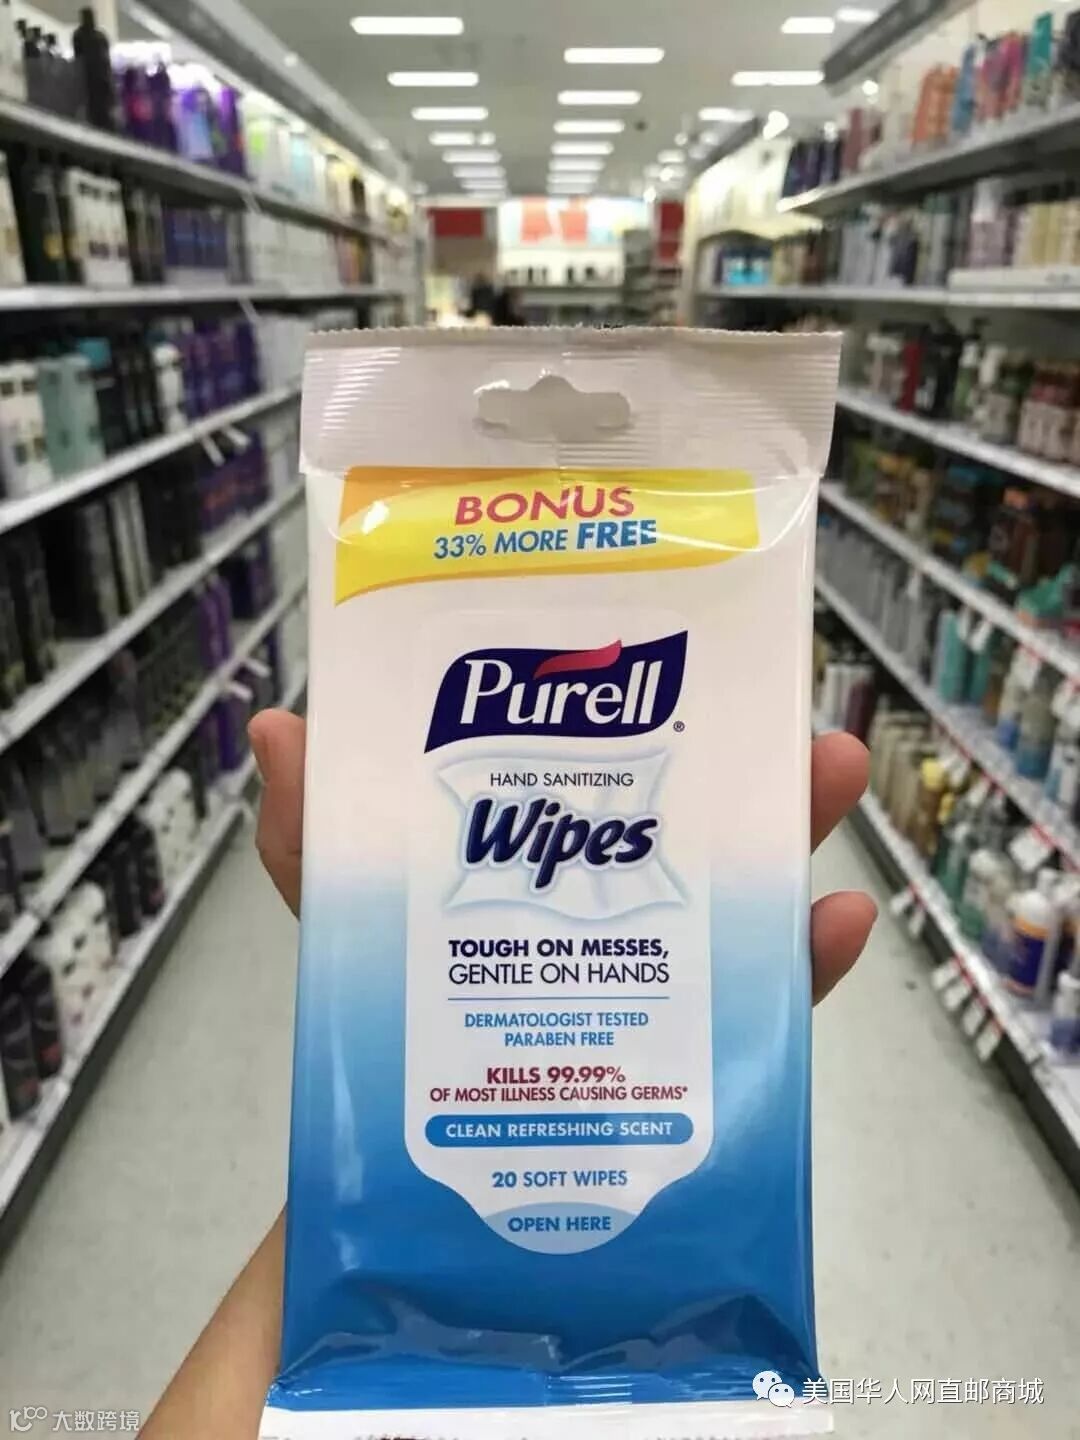 BONUS
33% MORE FREE
Purell®
HAND SANITIZING
Wipes
TOUGH ON MESSES,
GENTLE ON HANDS
DERMATOLOGIST TESTED
PARABEN FREE
KILLS 99.99%
OF MOST ILLNESS CAUSING GERMS*
CLEAN REFRESHING SCENT
20 SOFT WIPES
OPEN HERE
美国华人网直邮商城
大数跨境